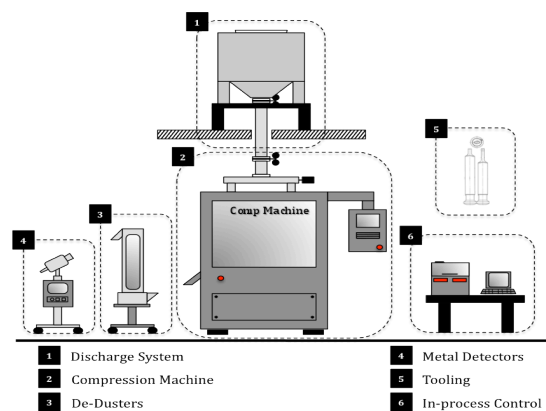 1
5
2
Comp Machine
3
4
6
1 Discharge System
2 Compression Machine
3 De-Dusters
4 Metal Detectors
5 Tooling
6 In-process Control